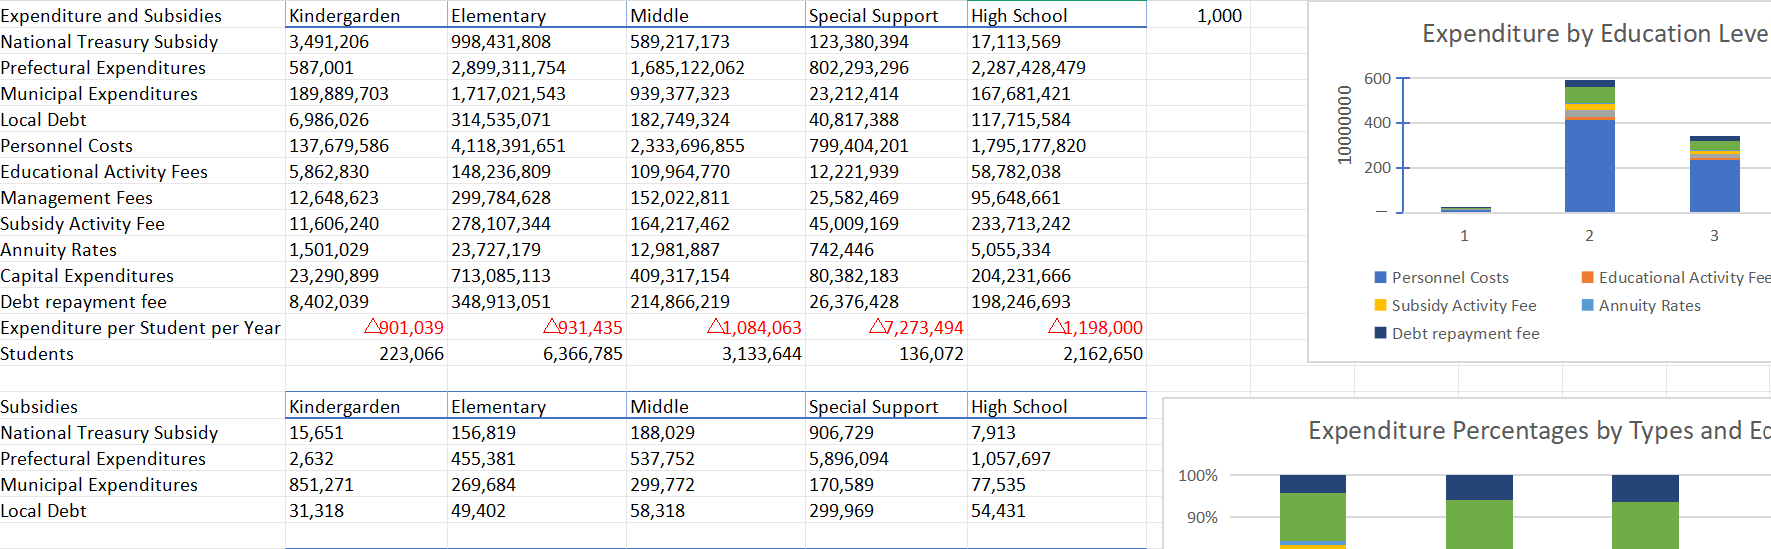 Expenditure and Subsidies Kindergarden Elementary Middle Special Support High School 1,000
National Treasury Subsidy 3,491,206 998,431,808 589,217,173 123,380,394 17,113,569
Prefectural Expenditures 587,001 2,899,311,754 1,685,122,062 802,293,296 2,287,428,479
Municipal Expenditures 189,889,703 1,717,021,543 939,377,323 23,212,414 167,681,421
Local Debt 6,986,026 314,535,071 182,749,324 40,817,388 117,715,584
Personnel Costs 137,679,586 4,118,391,651 2,333,696,855 799,404,201 1,795,177,820
Educational Activity Fees 5,862,830 148,236,809 109,964,770 12,221,939 58,782,038
Management Fees 12,648,623 299,784,628 152,022,811 25,582,469 95,648,661
Subsidy Activity Fee 11,606,240 278,107,344 164,217,462 45,009,169 233,713,242
Annuity Rates 1,501,029 23,727,179 12,981,887 742,446 5,055,334
Capital Expenditures 23,290,899 713,085,113 409,317,154 80,382,183 204,231,666
Debt repayment fee 8,402,039 348,913,051 214,866,219 26,376,428 198,246,693
Expenditure per Student per Year △901,039 △931,435 △1,084,063 △7,273,494 △1,198,000
Students 223,066 6,366,785 3,133,644 136,072 2,162,650
Subsidies Kindergarden Elementary Middle Special Support High School
National Treasury Subsidy 15,651 156,819 188,029 906,729 7,913
Prefectural Expenditures 2,632 455,381 537,752 5,896,094 1,057,697
Municipal Expenditures 851,271 269,684 299,772 170,589 77,535
Local Debt 31,318 49,402 58,318 299,969 54,431
Expenditure by Education Leve
10000000
600
400
200
—
1 2 3
Personnel Costs Educational Activity Fee
Subsidy Activity Fee Annuity Rates
Debt repayment fee
Expenditure Percentages by Types and Ed
100%
90%